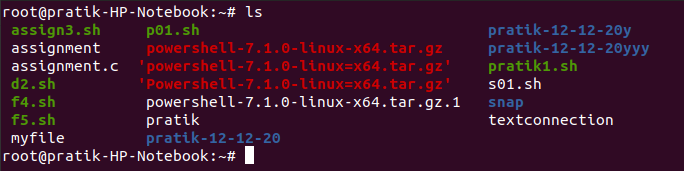 root@pratik-HP-Notebook:~# ls
assign3.sh p01.sh pratik-12-12-20y
assignment powershell-7.1.0-linux-x64.tar.gz pratik-12-12-20yyy
assignment.c 'powershell-7.1.0-linux=x64.tar.gz' pratik1.sh
d2.sh 'Powershell-7.1.0-linux=x64.tar.gz' s01.sh
f4.sh powershell-7.1.0-linux-x64.tar.gz.1 snap
f5.sh pratik textconnection
myfile pratik-12-12-20
root@pratik-HP-Notebook:~#